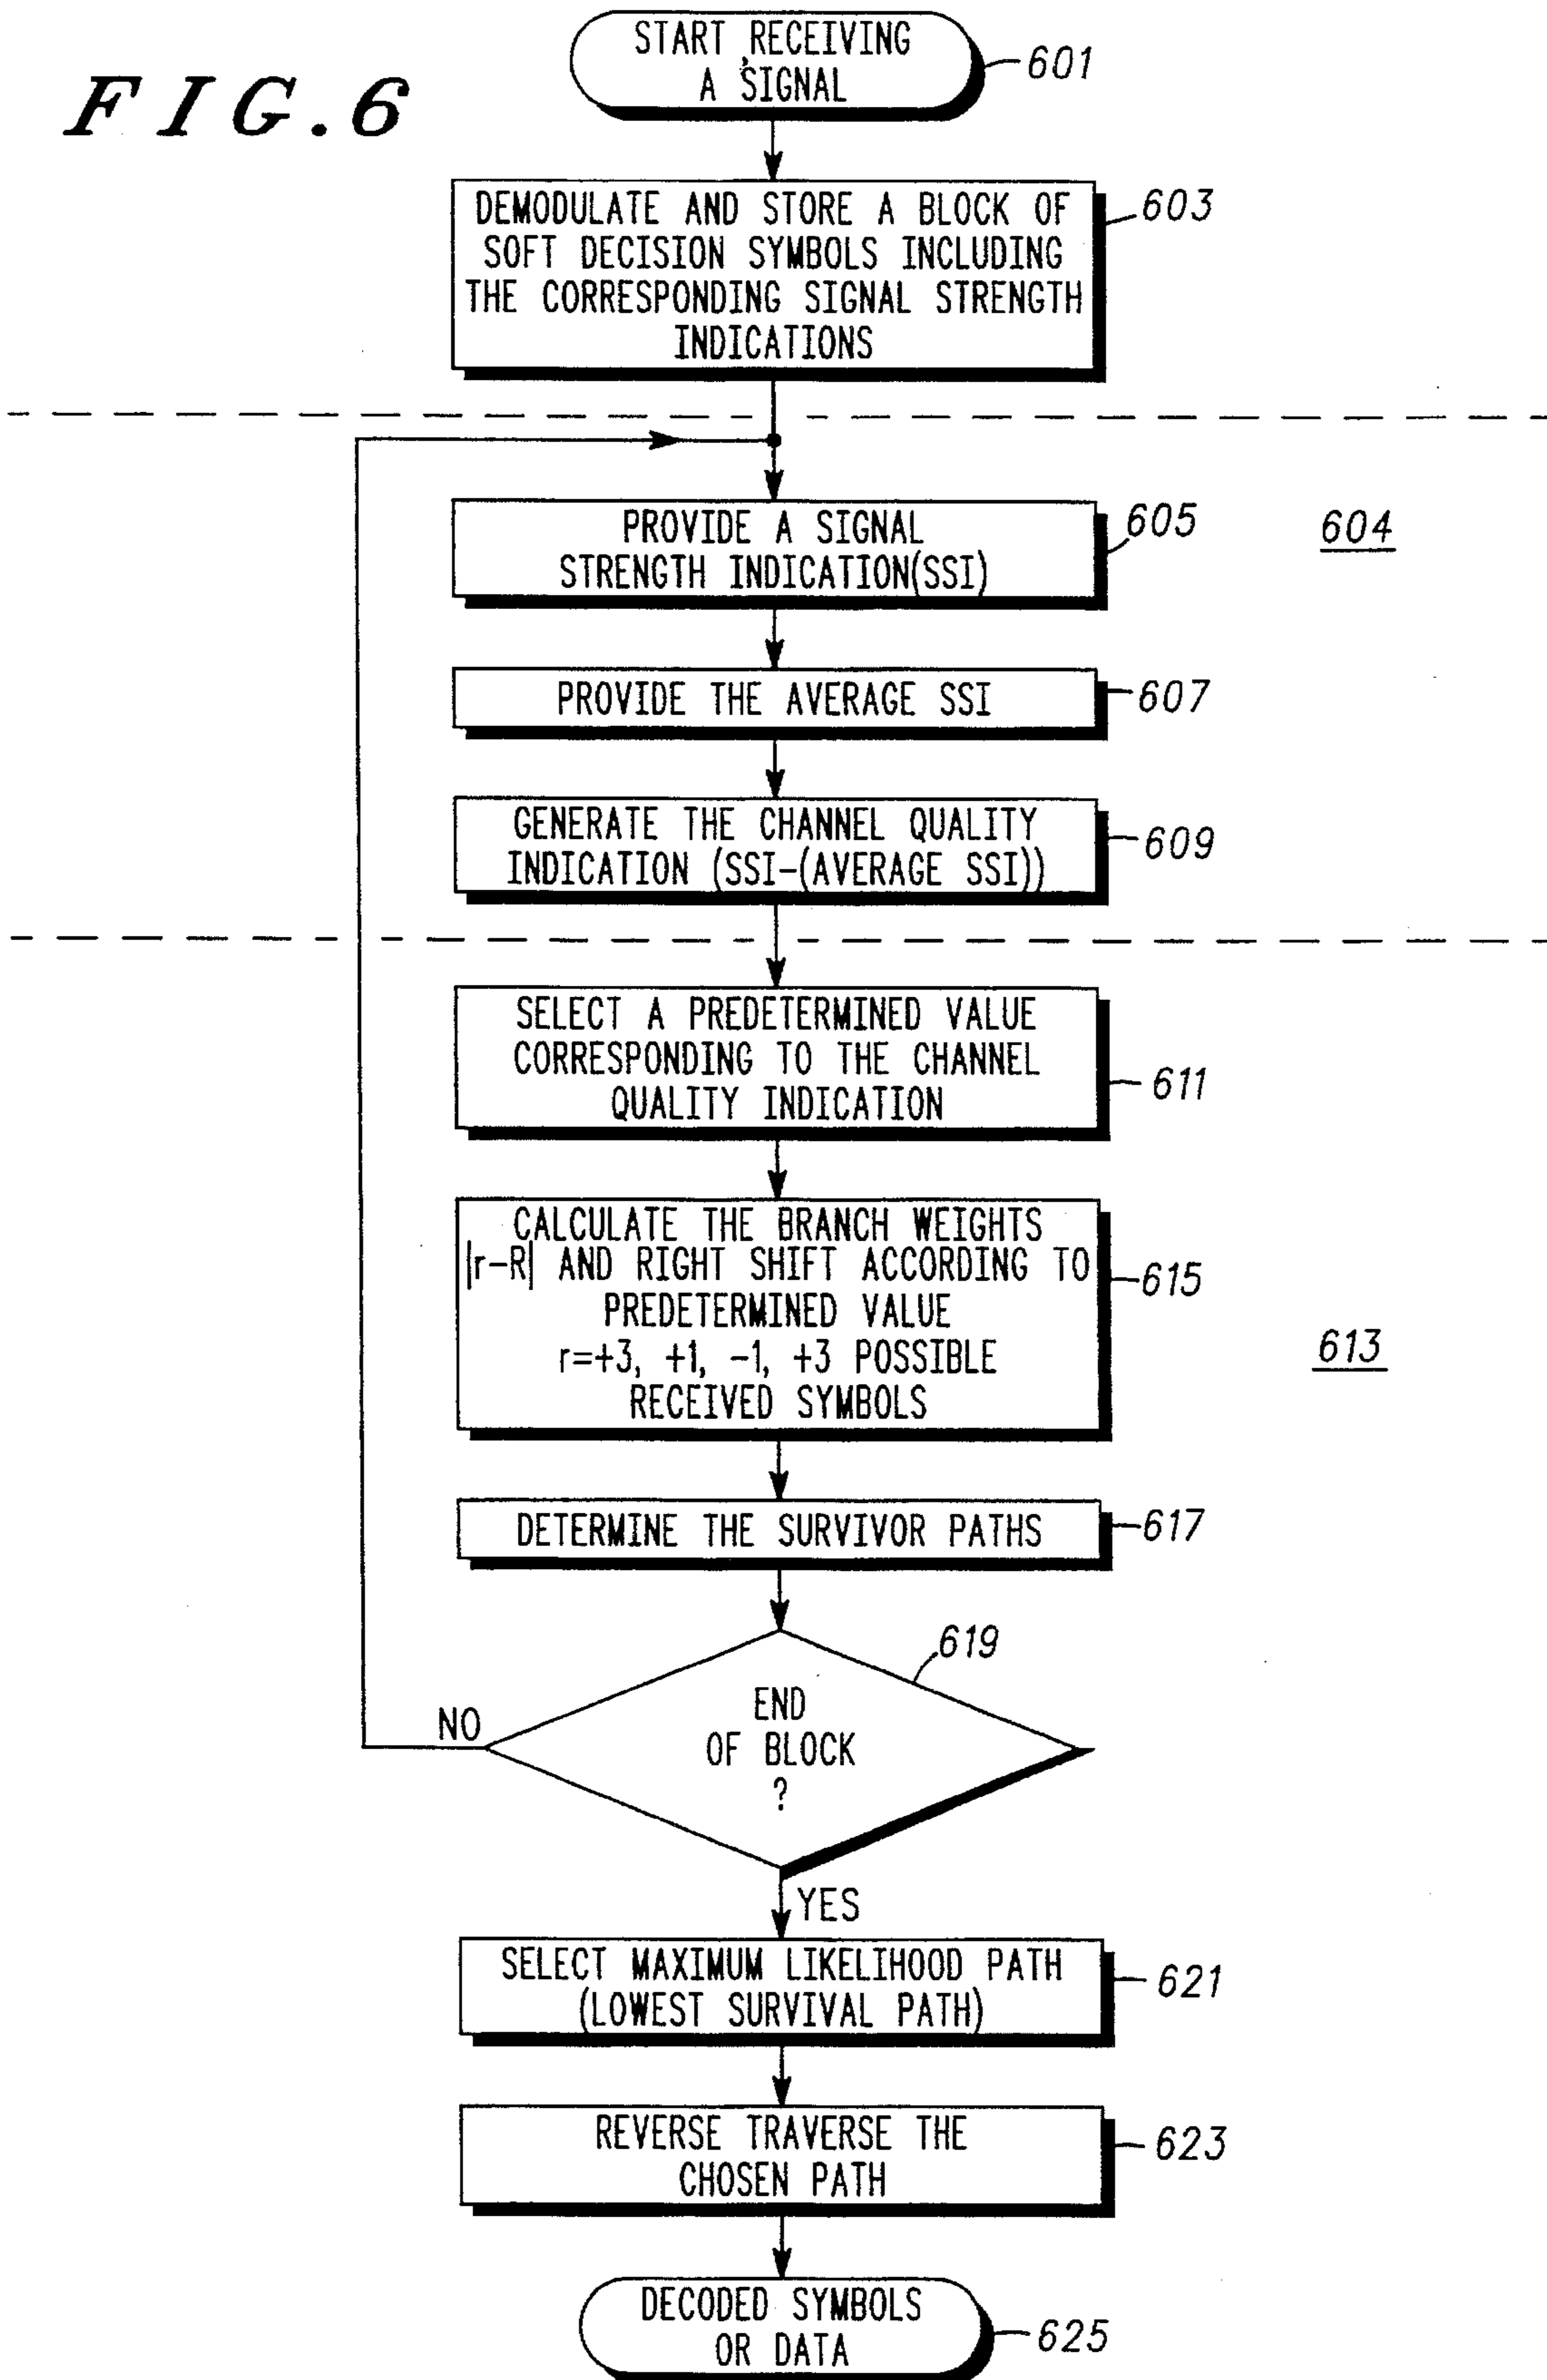 FIG.6
START RECEIVING
A SIGNAL
601
DEMODULATE AND STORE A BLOCK OF
SOFT DECISION SYMBOLS INCLUDING
THE CORRESPONDING SIGNAL STRENGTH
INDICATIONS
603
PROVIDE A SIGNAL
STRENGTH INDICATION(SSI)
605
604
PROVIDE THE AVERAGE SSI
607
GENERATE THE CHANNEL QUALITY
INDICATION (SSI-(AVERAGE SSI))
609
SELECT A PREDETERMINED VALUE
CORRESPONDING TO THE CHANNEL
QUALITY INDICATION
611
CALCULATE THE BRANCH WEIGHTS
|r-R| AND RIGHT SHIFT ACCORDING TO
PREDETERMINED VALUE
r=+3, +1, -1, +3 POSSIBLE
RECEIVED SYMBOLS
615
613
DETERMINE THE SURVIVOR PATHS
617
619
END
OF BLOCK
?
NO
YES
SELECT MAXIMUM LIKELIHOOD PATH
(LOWEST SURVIVAL PATH)
621
REVERSE TRAVERSE THE
CHOSEN PATH
623
DECODED SYMBOLS
OR DATA
625